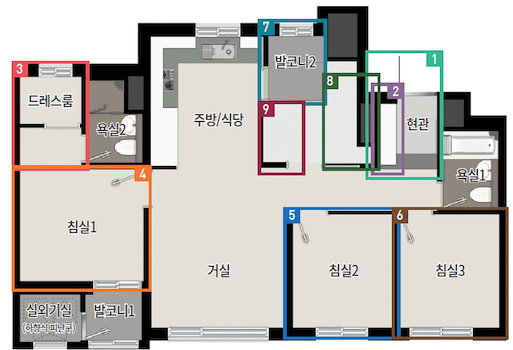 7
발코니2
1
3
드레스룸
8
2
욕실2
주방/식당
9
현관
4
침실1
욕실1
5
6
거실
침실2
침실3
실외기실
(하향식 피난구)
발코니1